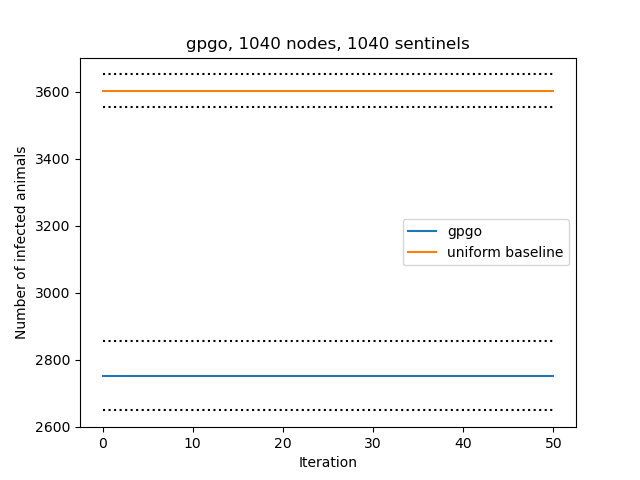 gpgo, 1040 nodes, 1040 sentinels
3600
3400
3200
3000
2800
2600
Number of infected animals
gpgo
uniform baseline
0 10 20 30 40 50
Iteration